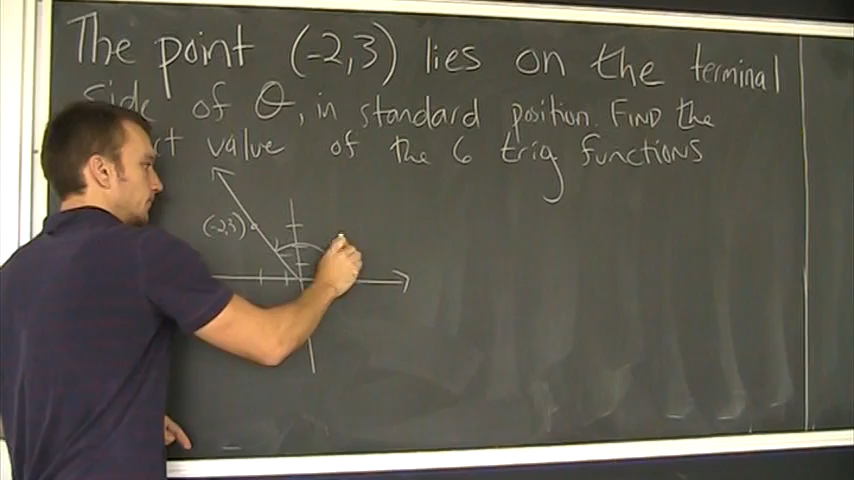 The point (-2,3) lies on the terminal
side of θ, in standard position. Find the
value of the 6 trig functions
(-2,3)